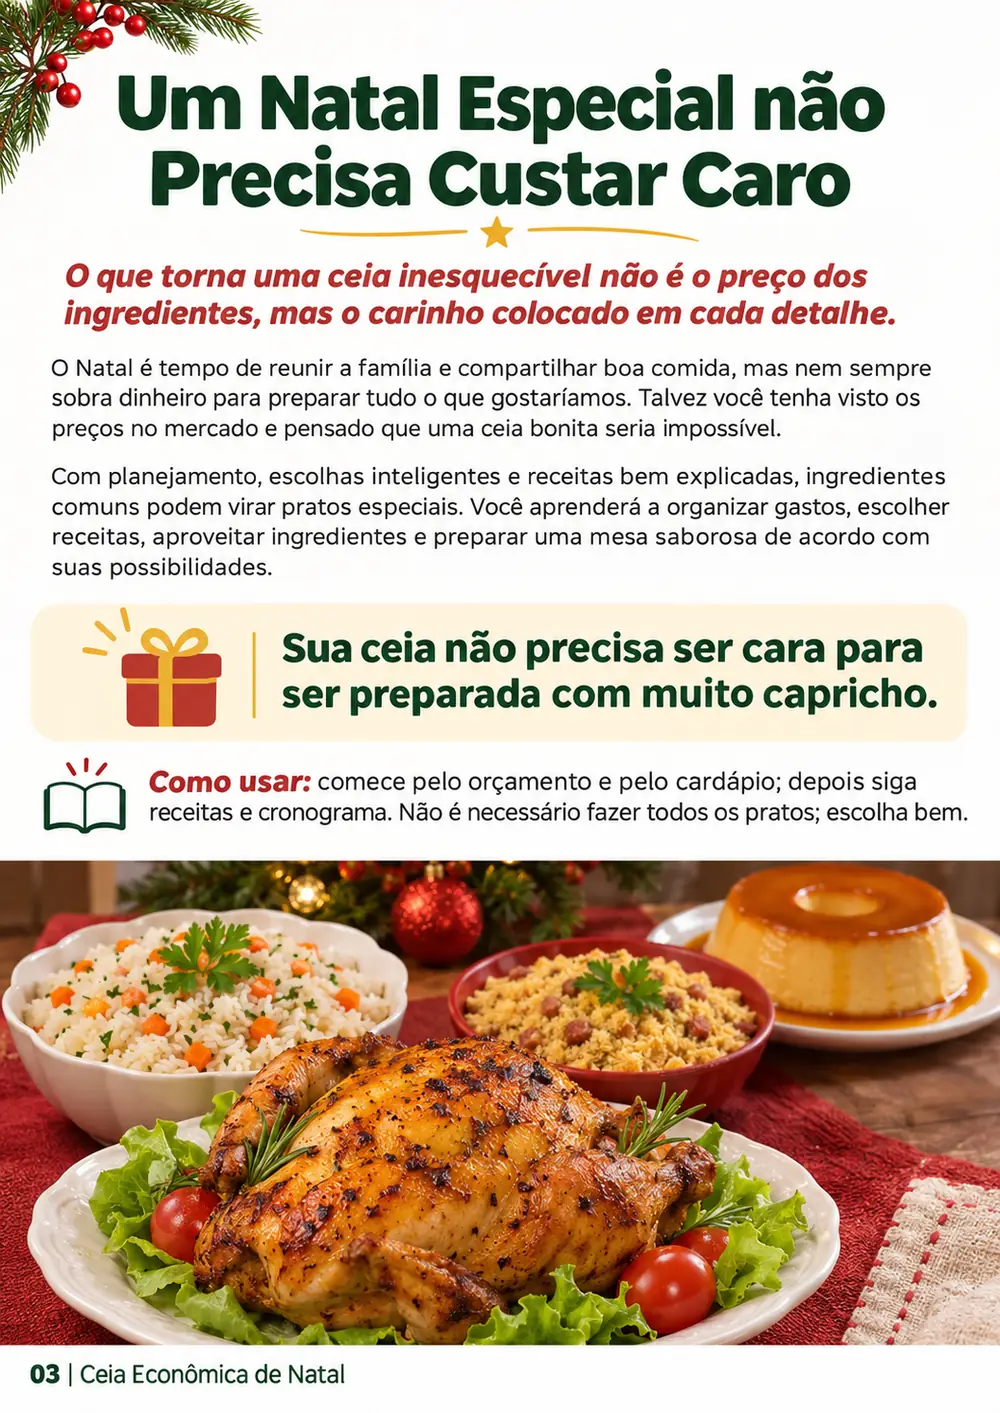 Um Natal Especial não
Precisa Custar Caro
O que torna uma ceia inesquecível não é o preço dos
ingredientes, mas o carinho colocado em cada detalhe.
O Natal é tempo de reunir a família e compartilhar boa comida, mas nem sempre
sobra dinheiro para preparar tudo o que gostaríamos. Talvez você tenha visto os
preços no mercado e pensado que uma ceia bonita seria impossível.
Com planejamento, escolhas inteligentes e receitas bem explicadas, ingredientes
comuns podem virar pratos especiais. Você aprenderá a organizar gastos, escolher
receitas, aproveitar ingredientes e preparar uma mesa saborosa de acordo com
suas possibilidades.
Sua ceia não precisa ser cara para
ser preparada com muito capricho.
Como usar: comece pelo orçamento e pelo cardápio; depois siga
receitas e cronograma. Não é necessário fazer todos os pratos; escolha bem.
03 | Ceia Econômica de Natal